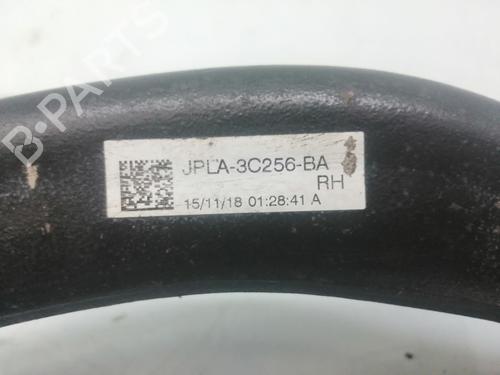 B-PARTS
JPLA-3C256-BA
RH
15/11/18 01:28:41 A